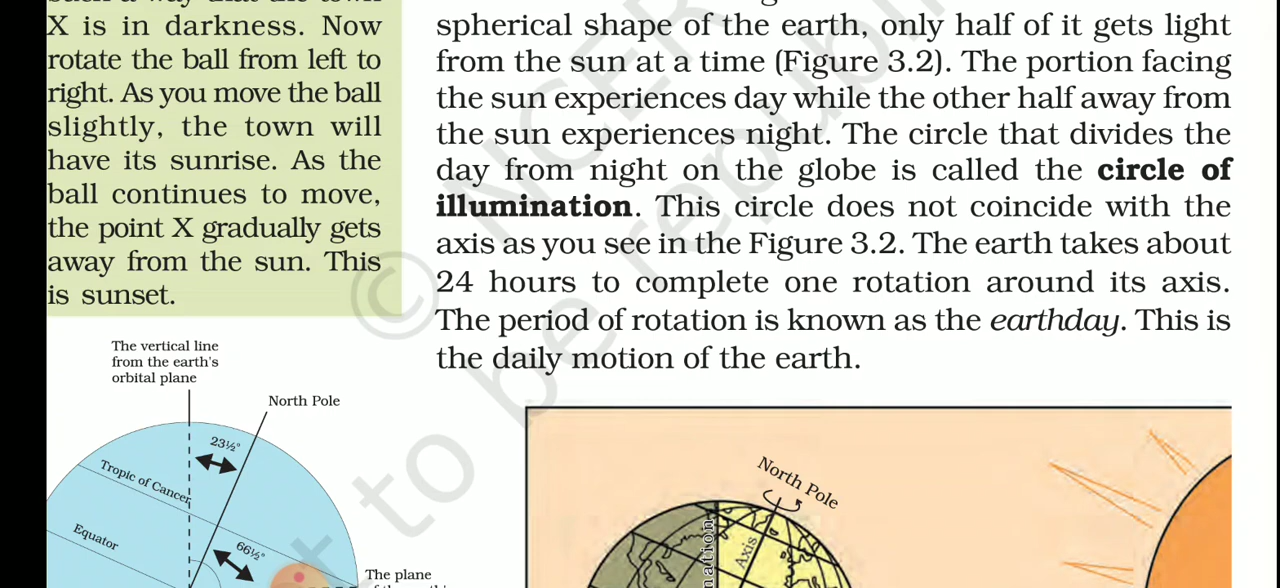 X is in darkness. Now
rotate the ball from left to
right. As you move the ball
slightly, the town will
have its sunrise. As the
ball continues to move,
the point X gradually gets
away from the sun. This
is sunset.
spherical shape of the earth, only half of it gets light
from the sun at a time (Figure 3.2). The portion facing
the sun experiences day while the other half away from
the sun experiences night. The circle that divides the
day from night on the globe is called the circle of
illumination. This circle does not coincide with the
axis as you see in the Figure 3.2. The earth takes about
24 hours to complete one rotation around its axis.
The period of rotation is known as the earthday. This is
the daily motion of the earth.
The vertical line
from the earth's
orbital plane
North Pole
23½°
Tropic of Cancer
Equator
66½°
The plane
North Pole
Axis
© NCER
to be republi